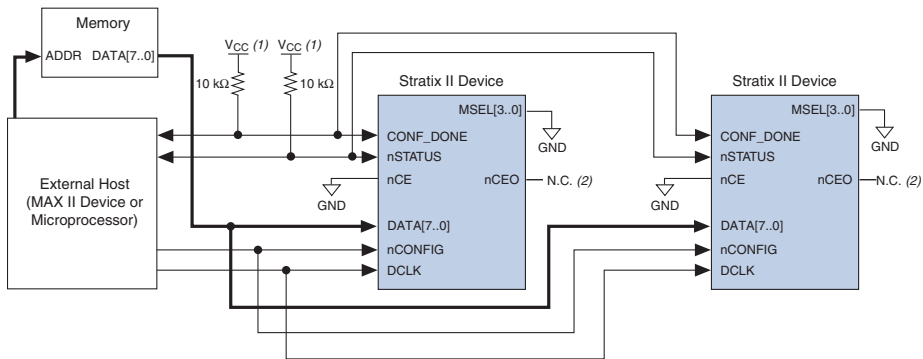 Memory
ADDR DATA[7..0]
VCC (1) VCC (1)
10 kΩ 10 kΩ
External Host
(MAX II Device or
Microprocessor)
Stratix II Device
MSEL[3..0]
GND
CONF_DONE
nSTATUS
nCE nCEO N.C. (2)
GND
DATA[7..0]
nCONFIG
DCLK
Stratix II Device
MSEL[3..0]
GND
CONF_DONE
nSTATUS
nCE nCEO N.C. (2)
GND
DATA[7..0]
nCONFIG
DCLK